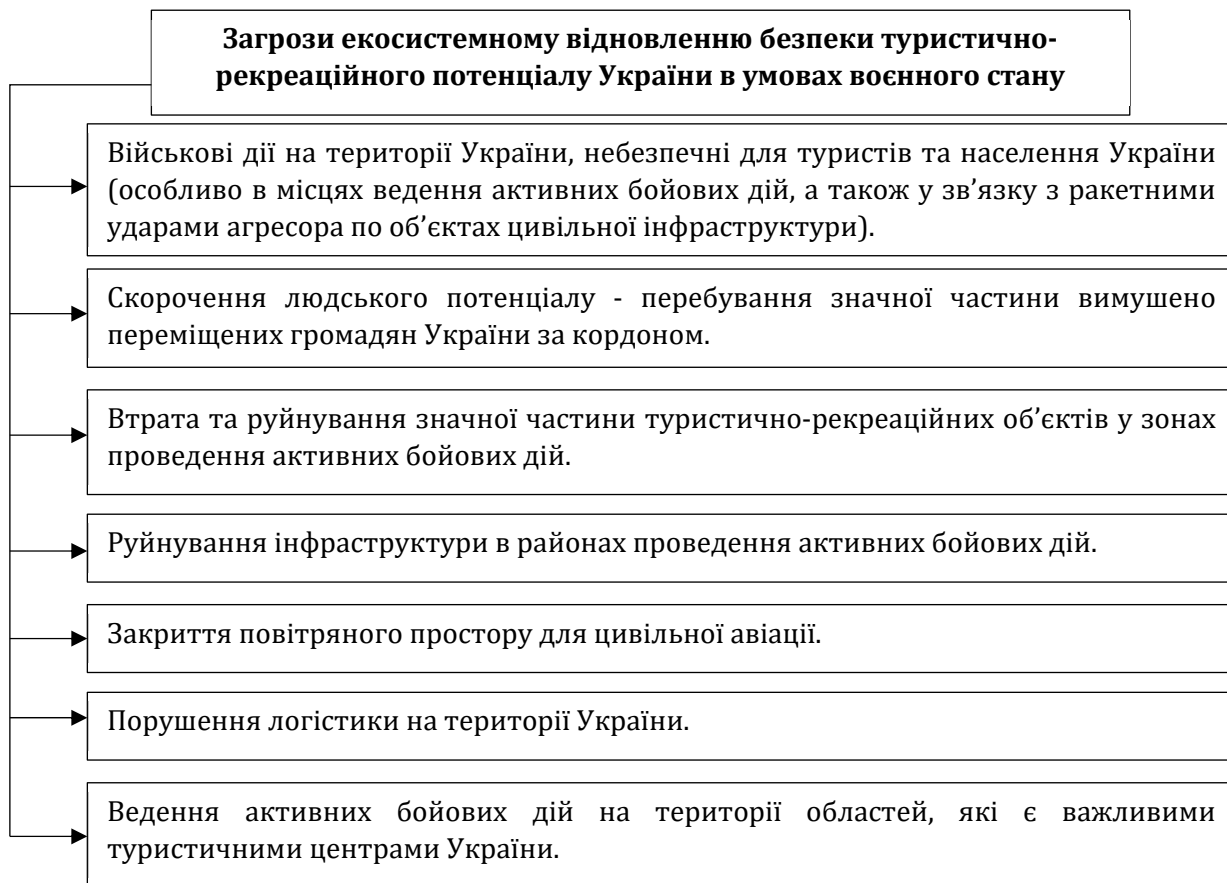 Загрози екосистемному відновленню безпеки туристично-
рекреаційного потенціалу України в умовах воєнного стану
Військові дії на території України, небезпечні для туристів та населення України
(особливо в місцях ведення активних бойових дій, а також у зв’язку з ракетними
ударами агресора по об’єктах цивільної інфраструктури).
Скорочення людського потенціалу - перебування значної частини вимушено
переміщених громадян України за кордоном.
Втрата та руйнування значної частини туристично-рекреаційних об’єктів у зонах
проведення активних бойових дій.
Руйнування інфраструктури в районах проведення активних бойових дій.
Закриття повітряного простору для цивільної авіації.
Порушення логістики на території України.
Ведення активних бойових дій на території областей, які є важливими
туристичними центрами України.